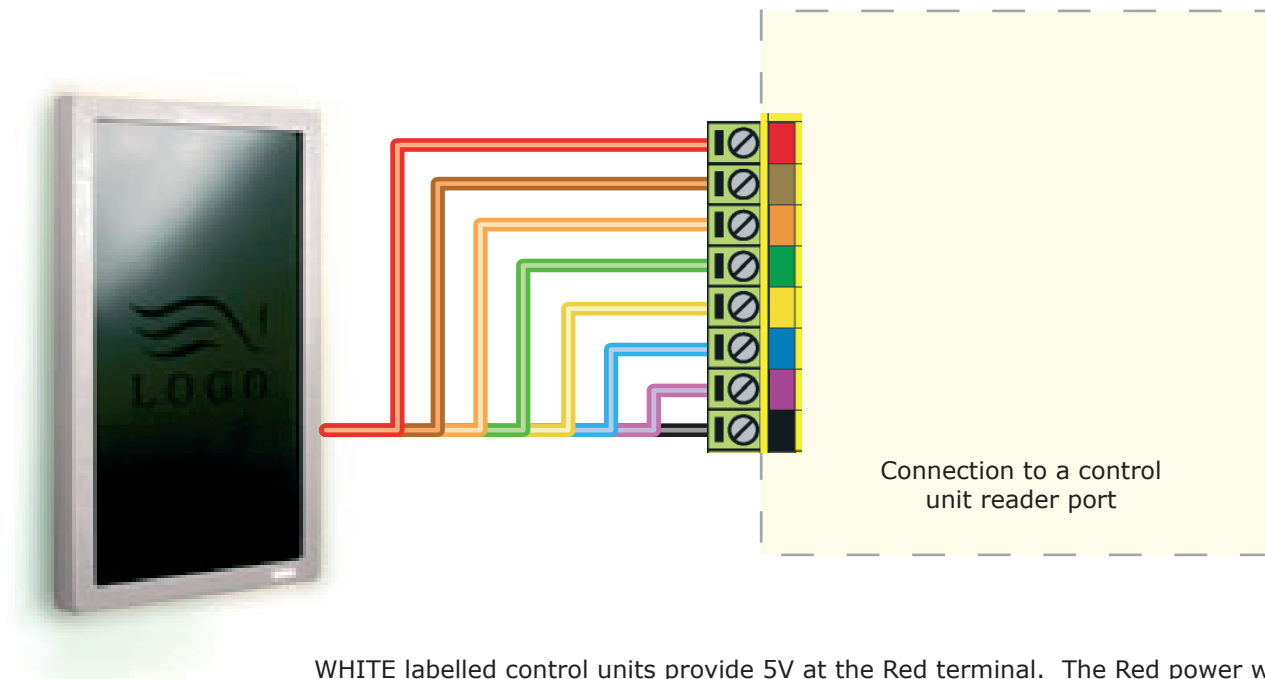 LOGO
Connection to a control
unit reader port
WHITE labelled control units provide 5V at the Red terminal.  The Red power